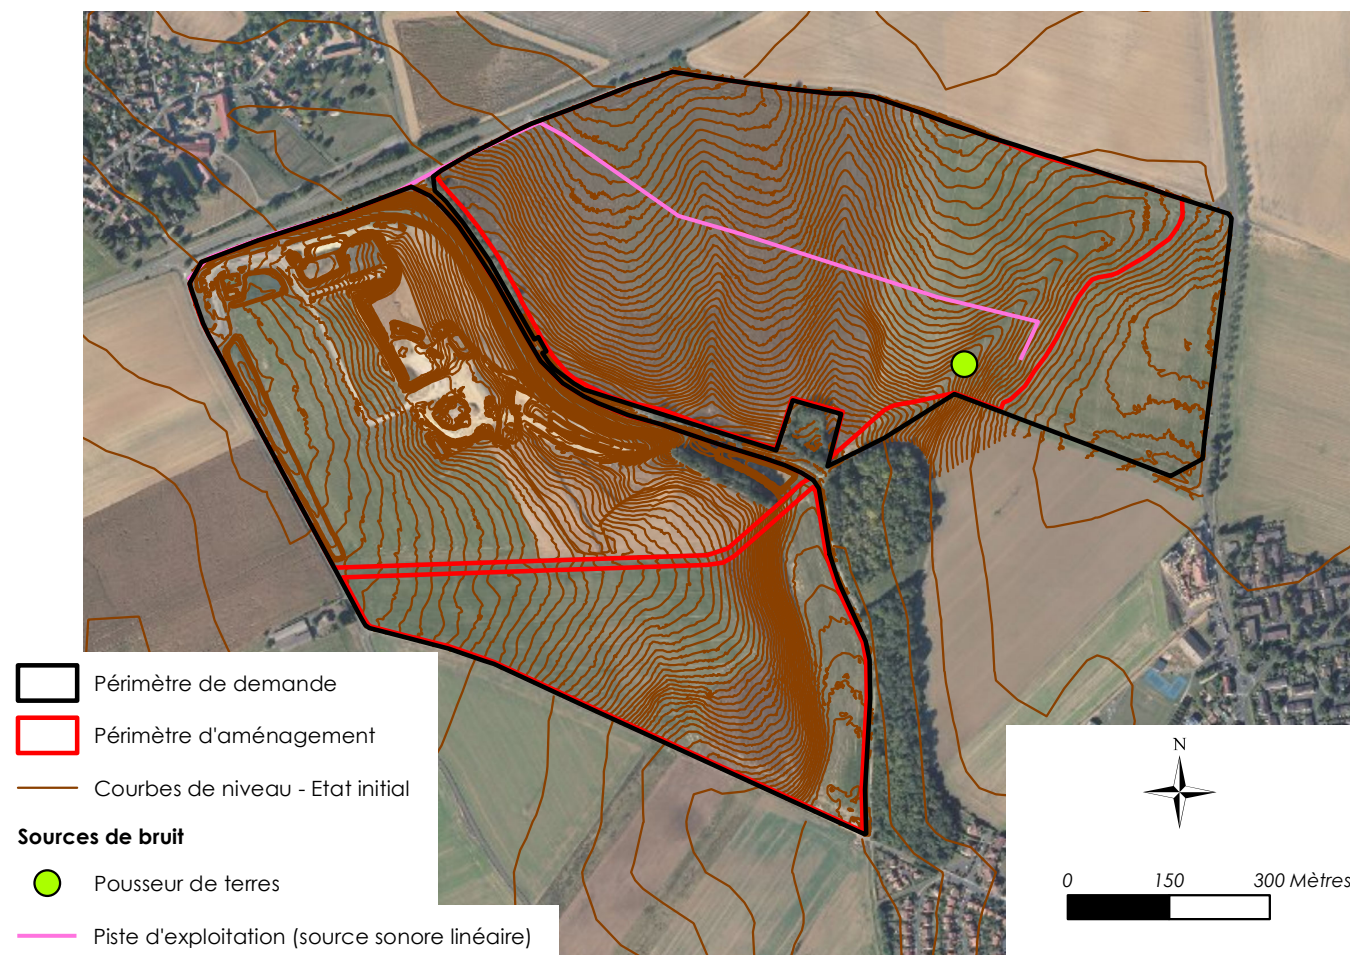 Périmètre de demande
Périmètre d'aménagement
Courbes de niveau - Etat initial
Sources de bruit
Pousseur de terres
Piste d'exploitation (source sonore linéaire)
N
0 150 300 Mètres